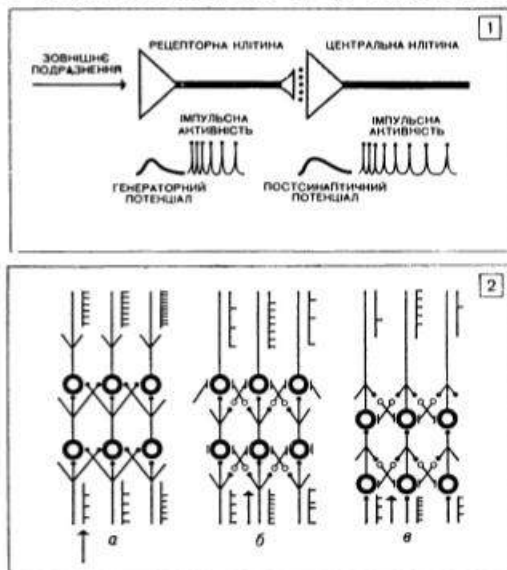 1
ЗОВНІШНЄ
ПОДРАЗНЕННЯ
РЕЦЕПТОРНА КЛІТИНА
ЦЕНТРАЛЬНА КЛІТИНА
ІМПУЛЬСНА
АКТИВНІСТЬ
ІМПУЛЬСНА
АКТИВНІСТЬ
ГЕНЕРАТОРНИЙ
ПОТЕНЦІАЛ
ПОСТСИНАПТИЧНИЙ
ПОТЕНЦІАЛ
2
а
б
в